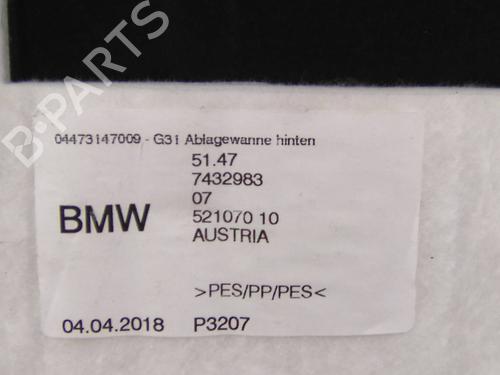 B-PARTS
04473147009 - G31 Ablagewanne hinten
51.47
7432983
07
BMW
521070 10
AUSTRIA
>PES/PP/PES<
04.04.2018 P3207